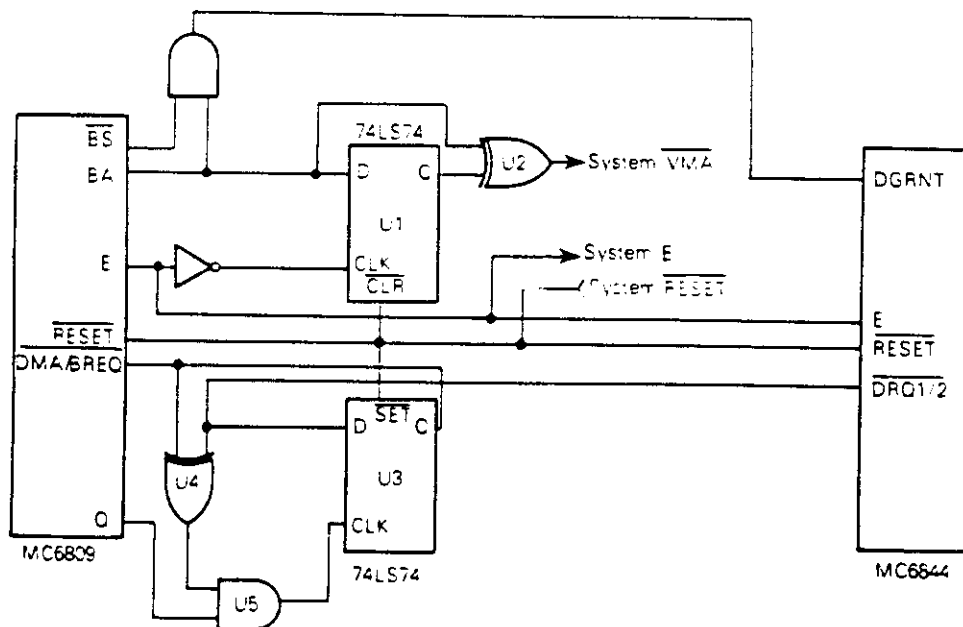 BS
BA
E
RESET
DMA/BREQ
Q
MC6809
74LS74
D
C
U1
CLK
CLR
U2
System VMA
System E
System RESET
DGRNT
E
RESET
DRQ1/2
MC6844
SET
D
C
U3
CLK
74LS74
U4
U5